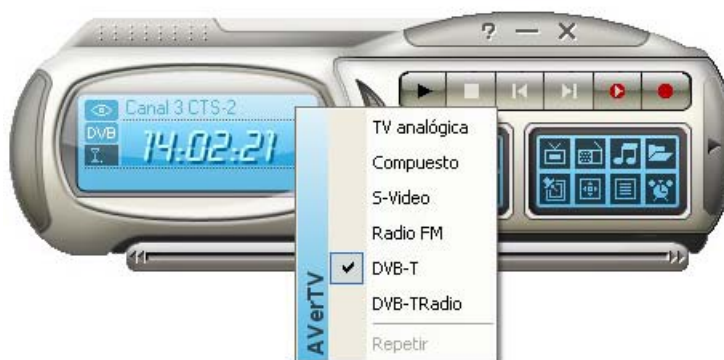 ? — X
Canal 3 CTS-2
DVB
14:02:21
AVerTV
TV analógica
Compuesto
S-Video
Radio FM
DVB-T
DVB-TRadio
Repetir